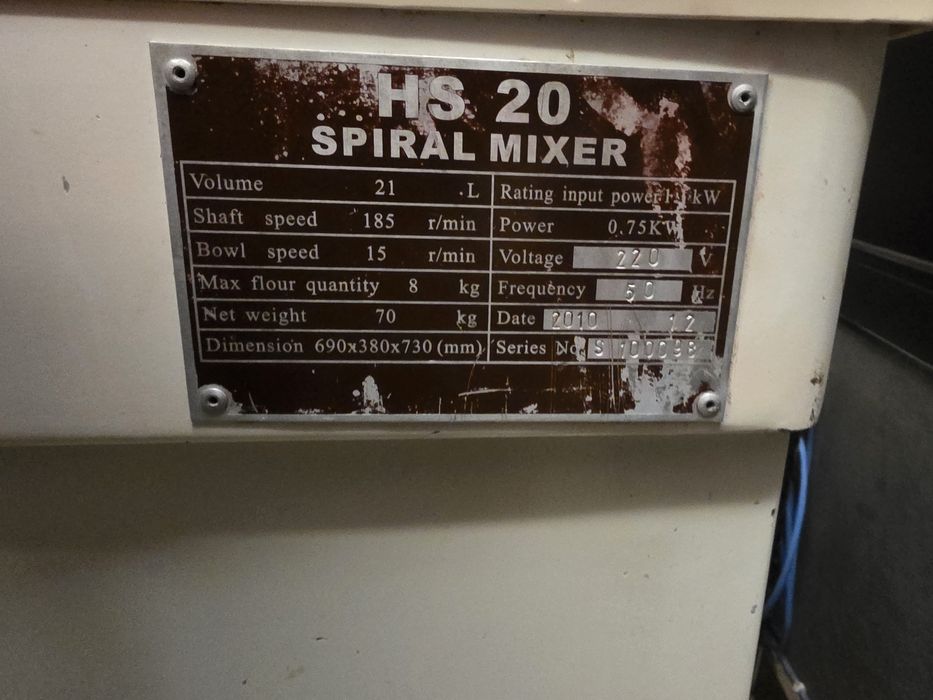 HS 20
SPIRAL MIXER
Volume 21 L
Shaft speed 185 r/min
Bowl speed 15 r/min
Max flour quantity 8 kg
Net weight 70 kg
Dimension 690x380x730 (mm)
Rating input power kW
Power 0.75KW
Voltage 220 V
Frequency 50 Hz
Date 2010 12
Series No. S 100098